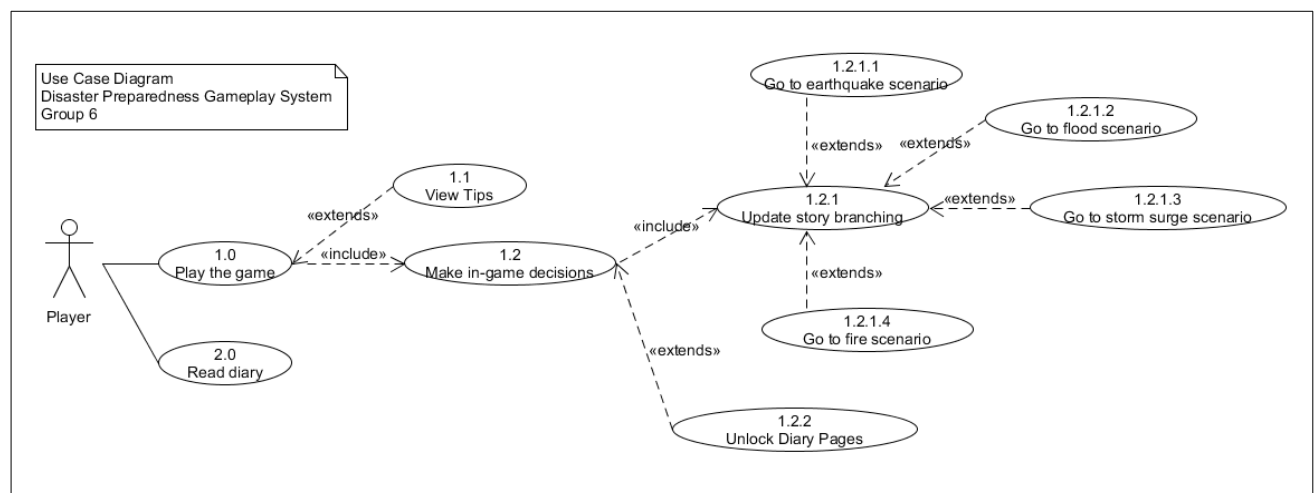 Use Case Diagram
Disaster Preparedness Gameplay System
Group 6
1.2.1.1
Go to earthquake scenario
1.2.1.2
Go to flood scenario
«extends»
«extends»
1.1
View Tips
1.2.1
Update story branching
«extends»
1.2.1.3
Go to storm surge scenario
«extends»
«include»
1.0
Play the game
«include»
1.2
Make in-game decisions
«extends»
Player
1.2.1.4
Go to fire scenario
2.0
Read diary
«extends»
1.2.2
Unlock Diary Pages